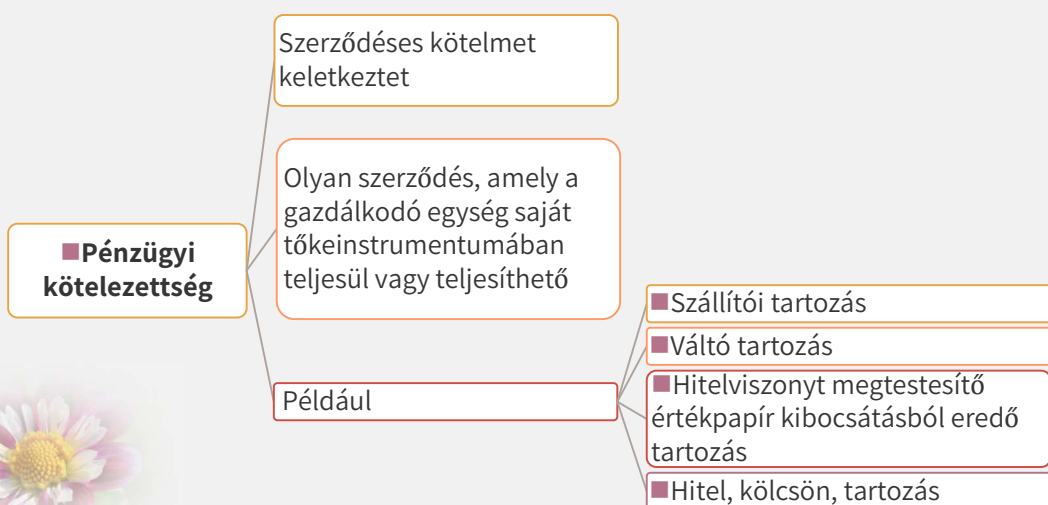 Szerződéses kötelmet
keletkeztet
Olyan szerződés, amely a
gazdálkodó egység saját
tőkeinstrumentumában
teljesül vagy teljesíthető
■Pénzügyi
kötelezettség
Például
■Szállítói tartozás
■Váltó tartozás
■Hitelviszonyt megtestesítő
értékpapír kibocsátásból eredő
tartozás
■Hitel, kölcsön, tartozás